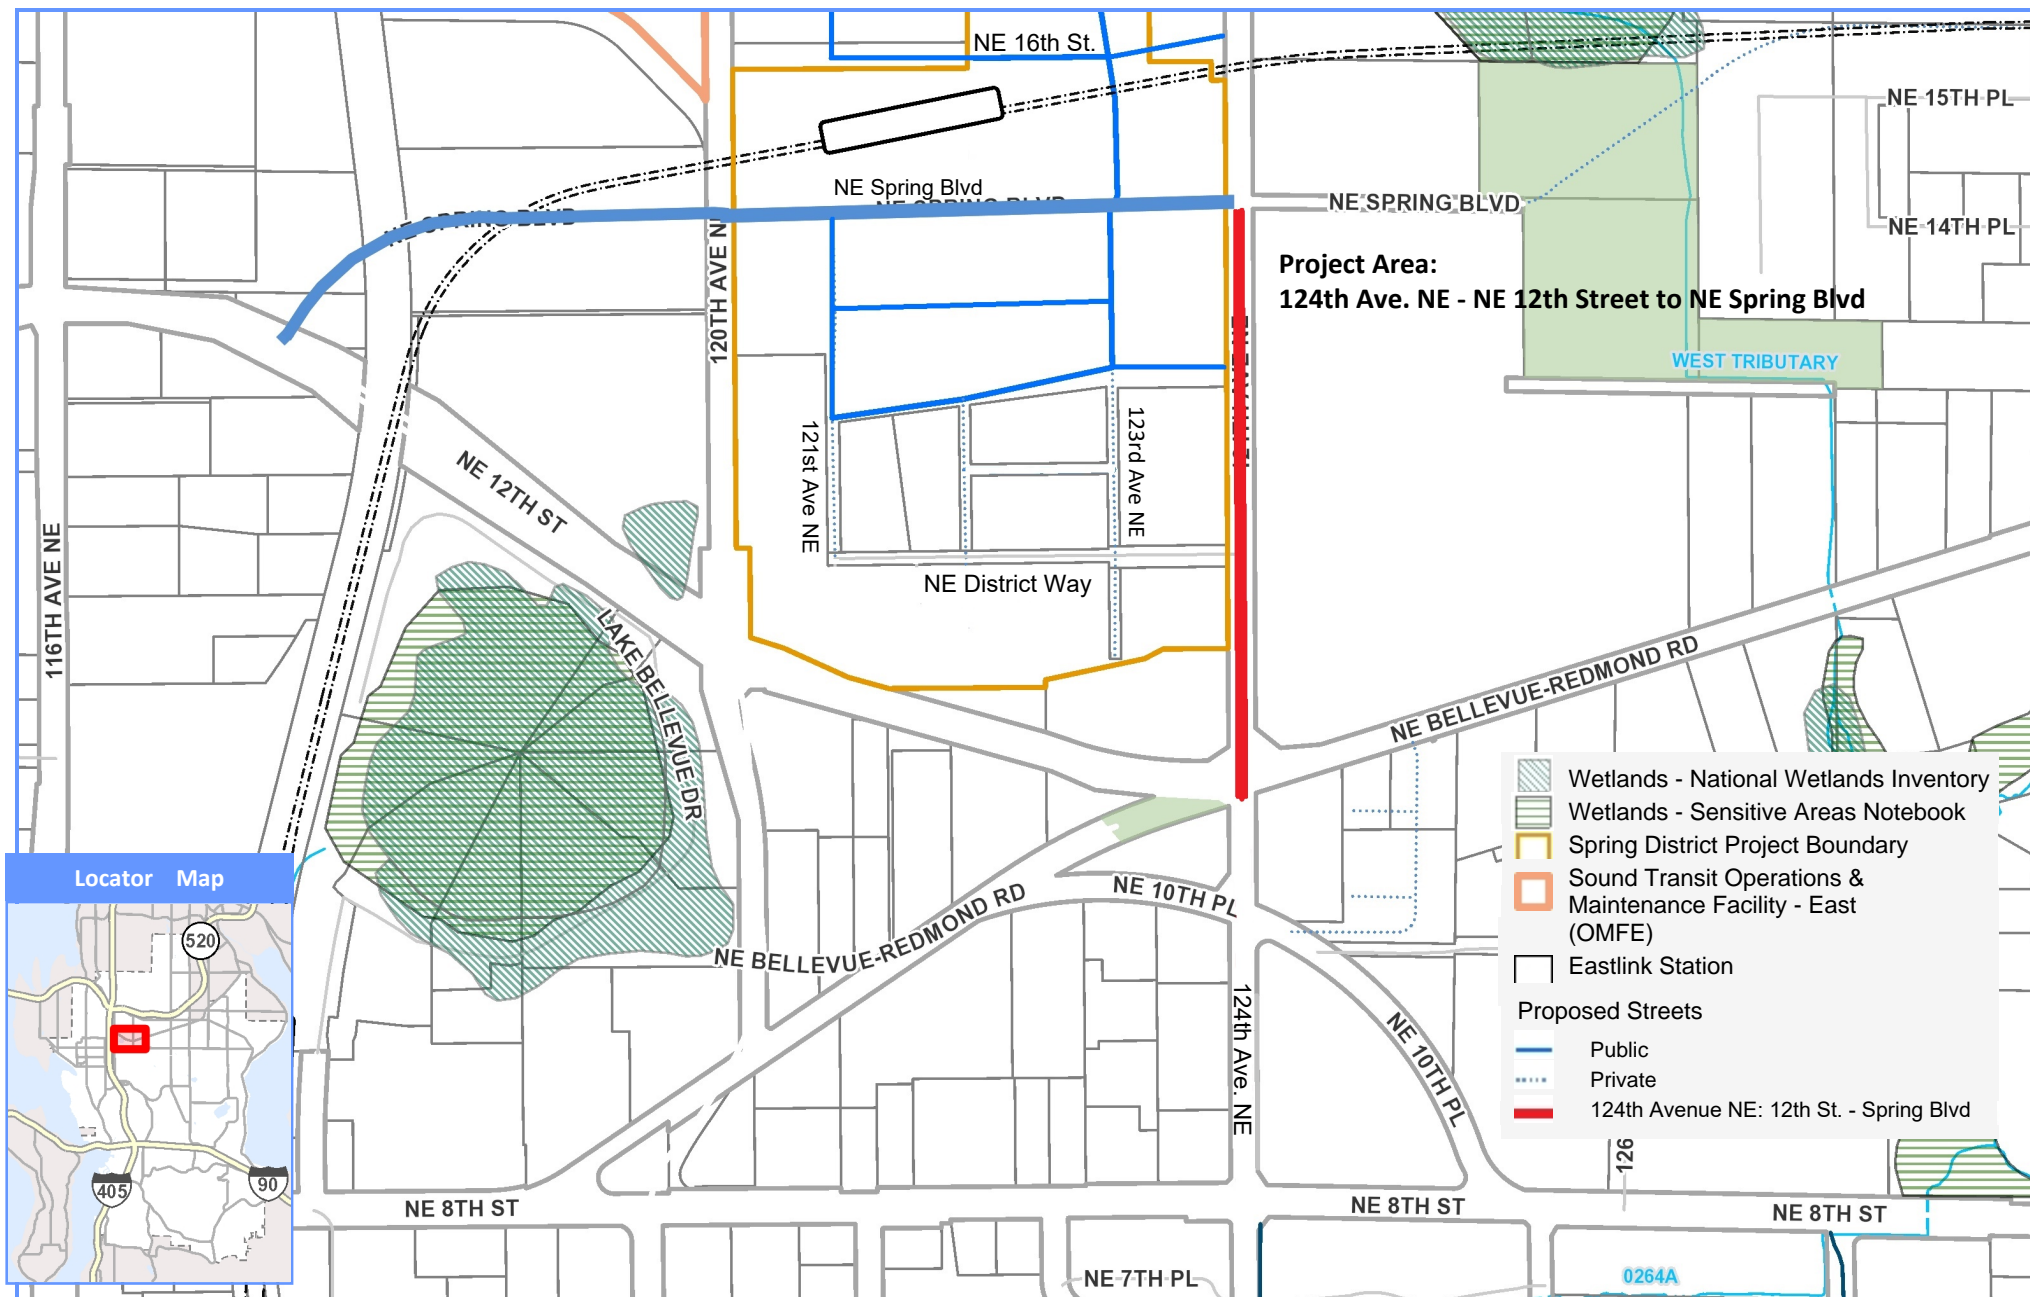 NE 16th St.
NE 15TH PL
NE Spring Blvd
NE SPRING BLVD
NE 14TH PL
Project Area:
124th Ave. NE - NE 12th Street to NE Spring Blvd
120TH AVE NE
WEST TRIBUTARY
121st Ave NE
123rd Ave NE
NE 12TH ST
116TH AVE NE
NE District Way
LAKE BELLEVUE DR
NE BELLEVUE-REDMOND RD
Wetlands - National Wetlands Inventory
Wetlands - Sensitive Areas Notebook
Spring District Project Boundary
Sound Transit Operations &
Maintenance Facility - East
(OMFE)
Eastlink Station
Proposed Streets
Public
Private
124th Avenue NE: 12th St. - Spring Blvd
Locator Map
520
405
90
NE 10TH PL
NE BELLEVUE-REDMOND RD
124th Ave. NE
NE 10TH PL
126
NE 8TH ST
NE 8TH ST
NE 8TH ST
NE 7TH PL
0264A